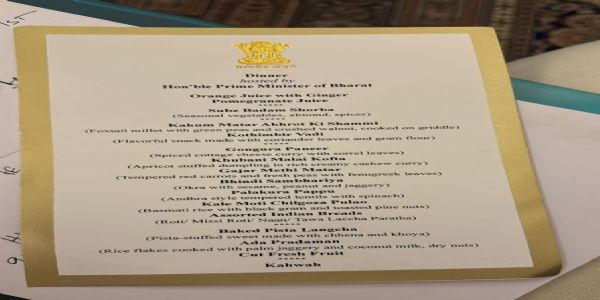 सत्यमेव जयते
Dinner
hosted by
Hon'ble Prime Minister of Bharat
Orange Juice with Ginger
Pomegranate Juice
*****
Subz Badam Shorba
(Seasonal vegetables, almond, spices)
*****
Kakum Matar Akhrot Ki Shammi
(Foxtail millet with green peas and crushed walnut, cooked on griddle)
Kothimbir Vadi
(Flavorful snack made with coriander leaves and gram flour)
*****
Gongura Paneer
(Spiced cottage cheese curry with sorrel leaves)
Khubani Malai Kofta
(Apricot stuffed dumpling in rich creamy cashew curry)
Gajar Methi Matar
(Tempered red carrots and fresh peas with fenugreek leaves)
Bhindi Sambhariya
(Okra with sesame, peanut and jaggery)
Palakura Pappu
(Andhra style tempered lentils with spinach)
Kale Moti Chilgoza Pulao
(Basmati rice with black gram and toasted pine nuts)
Assorted Indian Breads
(Roti/ Missi Roti/ Naan/ Tawa Laccha Paratha)
*****
Baked Pista Langcha
(Pista-stuffed sweet made with chhena and khoya)
Ada Pradaman
(Rice flakes cooked with palm jaggery and coconut milk, dry nuts)
Cut Fresh Fruit
*****
Kahwah